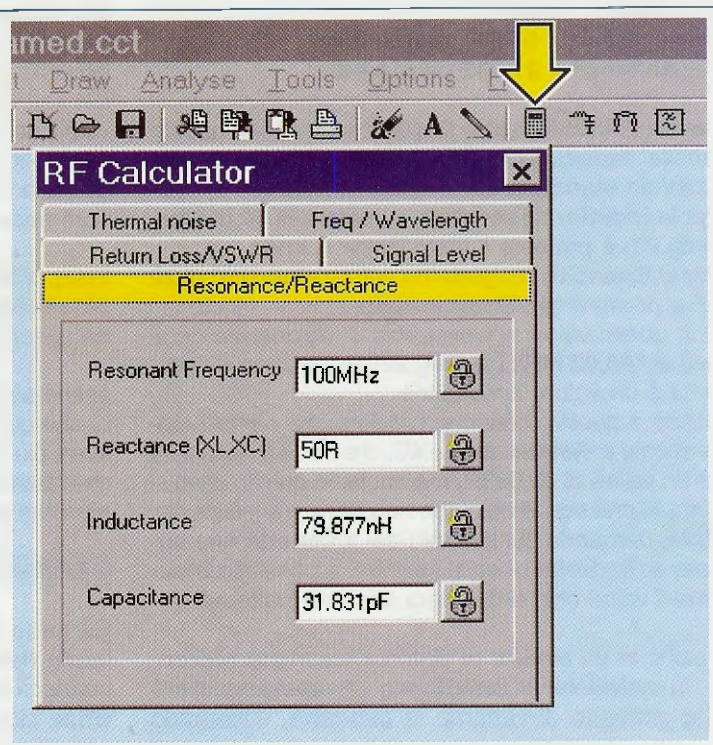 amed.cct
Draw Analyse Tools Options
RF Calculator
Thermal noise Freq / Wavelength
Return Loss/VSWR Signal Level
Resonance/Reactance
Resonant Frequency 100MHz
Reactance (XL,XC) 50R
Inductance 79.877nH
Capacitance 31.831pF